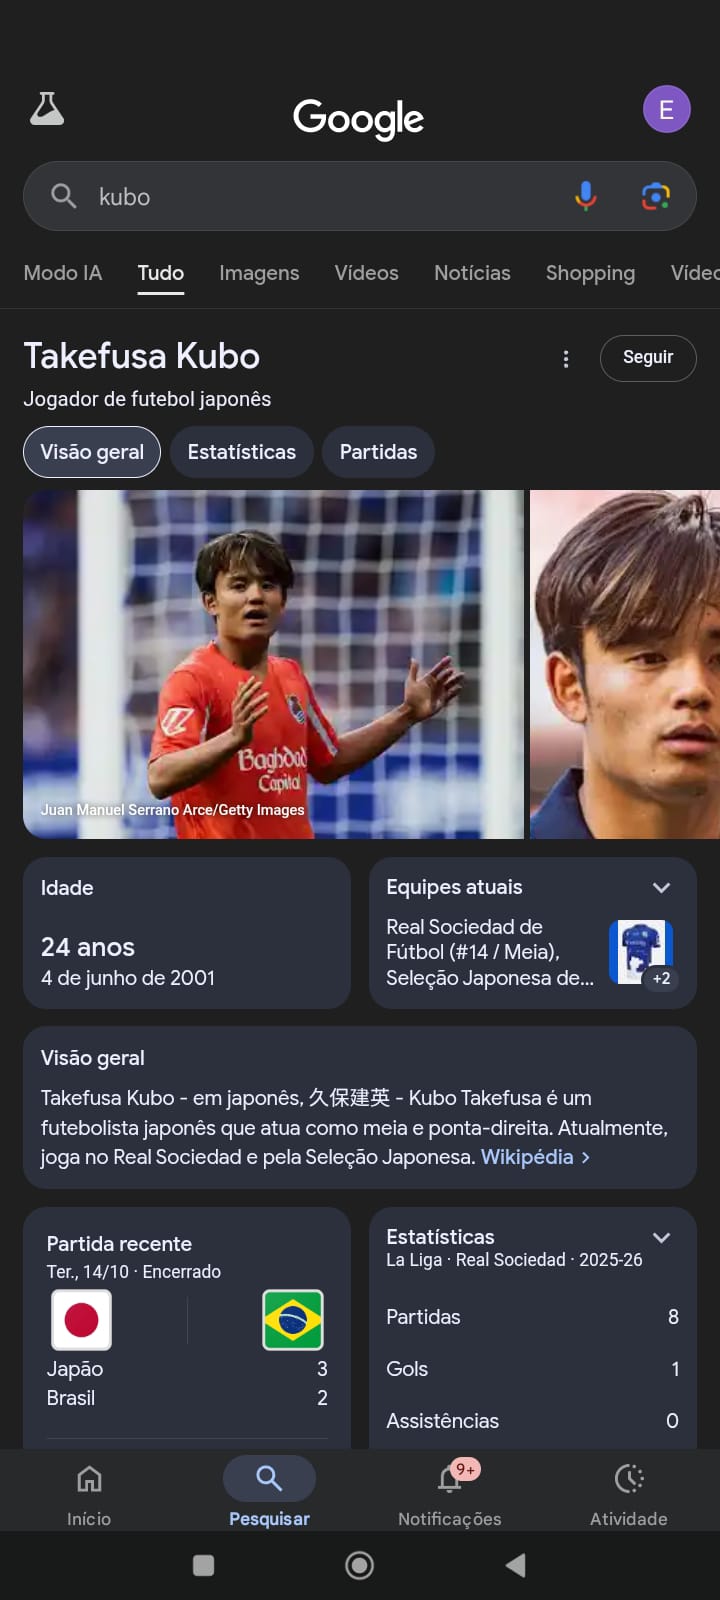 Google
E
kubo
Modo IA Tudo Imagens Vídeos Notícias Shopping Víde
Takefusa Kubo
Seguir
Jogador de futebol japonês
Visão geral Estatísticas Partidas
Baghdad
Capital
Juan Manuel Serrano Arce/Getty Images
Idade
24 anos
4 de junho de 2001
Equipes atuais
Real Sociedad de
Fútbol (#14 / Meia),
Seleção Japonesa de...
+2
Visão geral
Takefusa Kubo - em japonês, 久保建英 - Kubo Takefusa é um
futebolista japonês que atua como meia e ponta-direita. Atualmente,
joga no Real Sociedad e pela Seleção Japonesa. Wikipédia >
Partida recente
Ter., 14/10 · Encerrado
Japão 3
Brasil 2
Estatísticas
La Liga · Real Sociedad · 2025-26
Partidas 8
Gols 1
Assistências 0
9+
Início Pesquisar Notificações Atividade